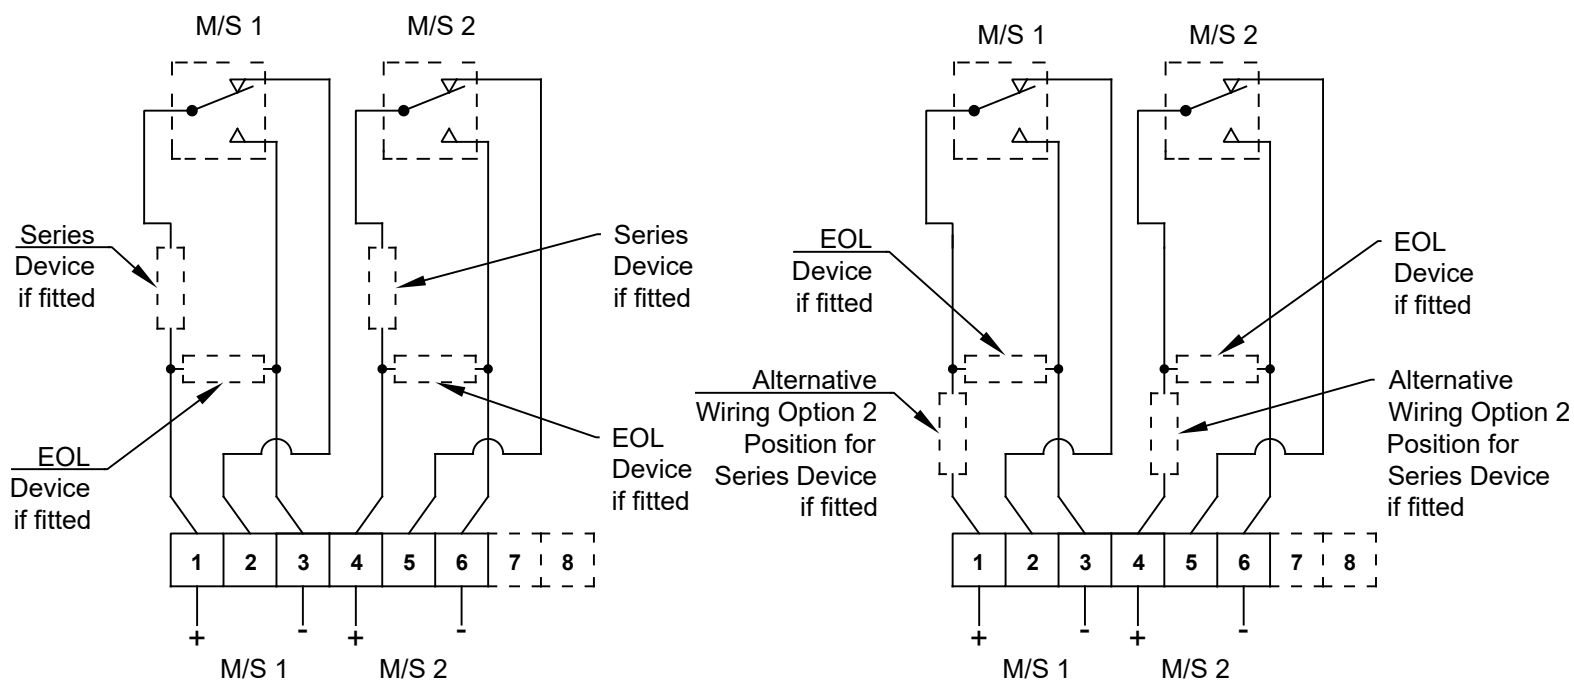 M/S 1
M/S 2
Series
Device
if fitted
Series
Device
if fitted
EOL
Device
if fitted
EOL
Device
if fitted
1 2 3 4 5 6 7 8
+ - + -
M/S 1
M/S 2
M/S 1
M/S 2
EOL
Device
if fitted
EOL
Device
if fitted
Alternative
Wiring Option 2
Position for
Series Device
if fitted
Alternative
Wiring Option 2
Position for
Series Device
if fitted
1 2 3 4 5 6 7 8
+ - + -
M/S 1
M/S 2